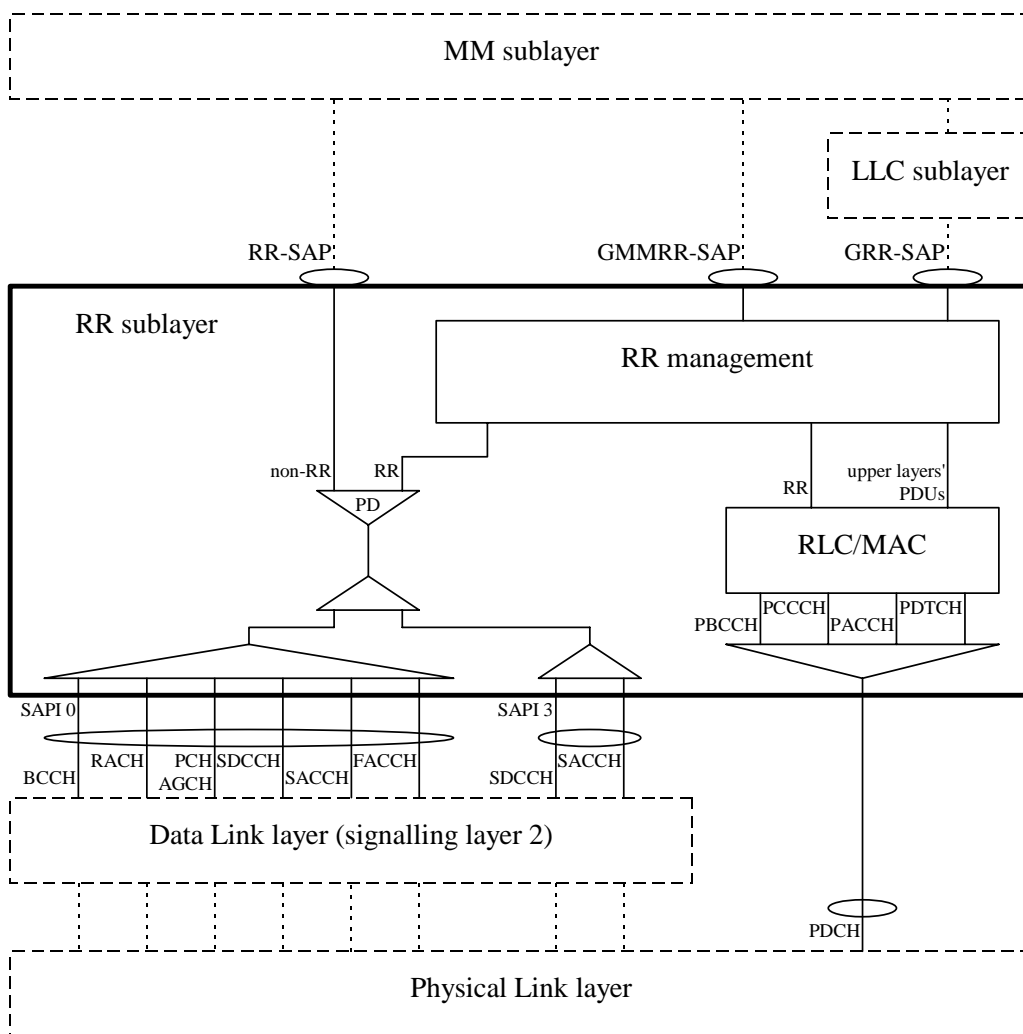 MM sublayer
LLC sublayer
RR-SAP
GMMRR-SAP
GRR-SAP
RR sublayer
RR management
non-RR
RR
PD
RR
upper layers'
PDUs
RLC/MAC
PBCCH
PCCCH
PACCH
PDTCH
SAPI 0
SAPI 3
BCCH
RACH
PCH
AGCH
SDCCH
SACCH
FACCH
SDCCH
SACCH
Data Link layer (signalling layer 2)
PDCH
Physical Link layer